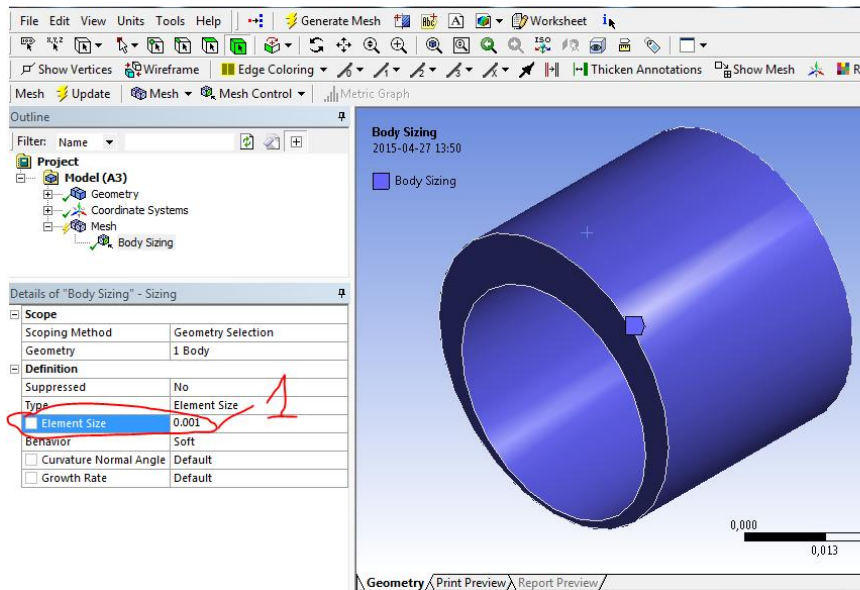 File Edit View Units Tools Help Generate Mesh Abc A Worksheet i
x,y,z ISO
Show Vertices Wireframe Edge Coloring Thicken Annotations Show Mesh R
Mesh Update Mesh Mesh Control Metric Graph
Outline
Filter: Name
Project
Model (A3)
Geometry
Coordinate Systems
Mesh
Body Sizing
Details of "Body Sizing" - Sizing
Scope
Scoping Method Geometry Selection
Geometry 1 Body
Definition
Suppressed No
Type Element Size
Element Size 0.001
Behavior Soft
Curvature Normal Angle Default
Growth Rate Default
1
Body Sizing
2015-04-27 13:50
Body Sizing
0,000
0,013
Geometry Print Preview Report Preview